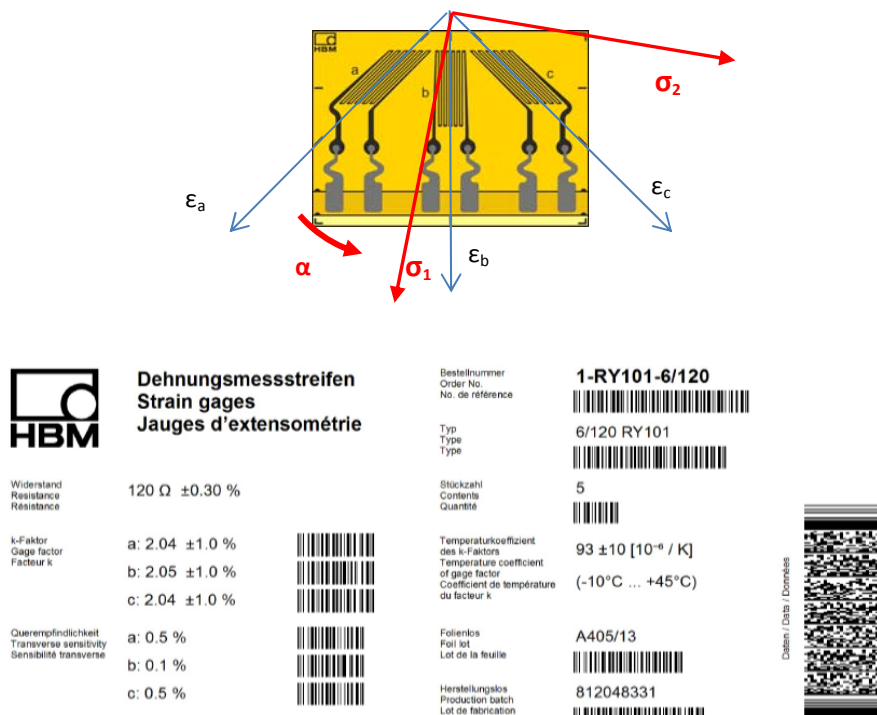 HBM
a
b
c
σ₂
εₐ
ε꜀
α
σ₁
εb
HBM
Dehnungsmessstreifen
Strain gages
Jauges d'extensométrie
Bestellnummer
Order No.
No. de référence
1-RY101-6/120
Typ
Type
Type
6/120 RY101
Widerstand
Resistance
Résistance
120 Ω ±0.30 %
Stückzahl
Contents
Quantité
5
k-Faktor
Gage factor
Facteur k
a: 2.04 ±1.0 %
b: 2.05 ±1.0 %
c: 2.04 ±1.0 %
Temperaturkoeffizient
des k-Faktors
Temperature coefficient
of gage factor
Coefficient de température
du facteur k
93 ±10 [10⁻⁶ / K]
(-10°C ... +45°C)
Querempfindlichkeit
Transverse sensitivity
Sensibilité transverse
a: 0.5 %
b: 0.1 %
c: 0.5 %
Folienlos
Foil lot
Lot de la feuille
A405/13
Herstellungslos
Production batch
Lot de fabrication
812048331
Daten / Data / Données